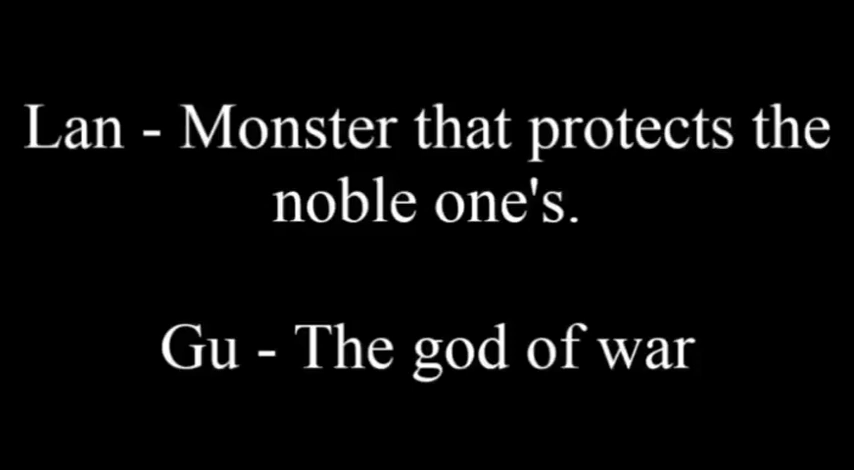 Lan - Monster that protects the
noble one's.
Gu - The god of war